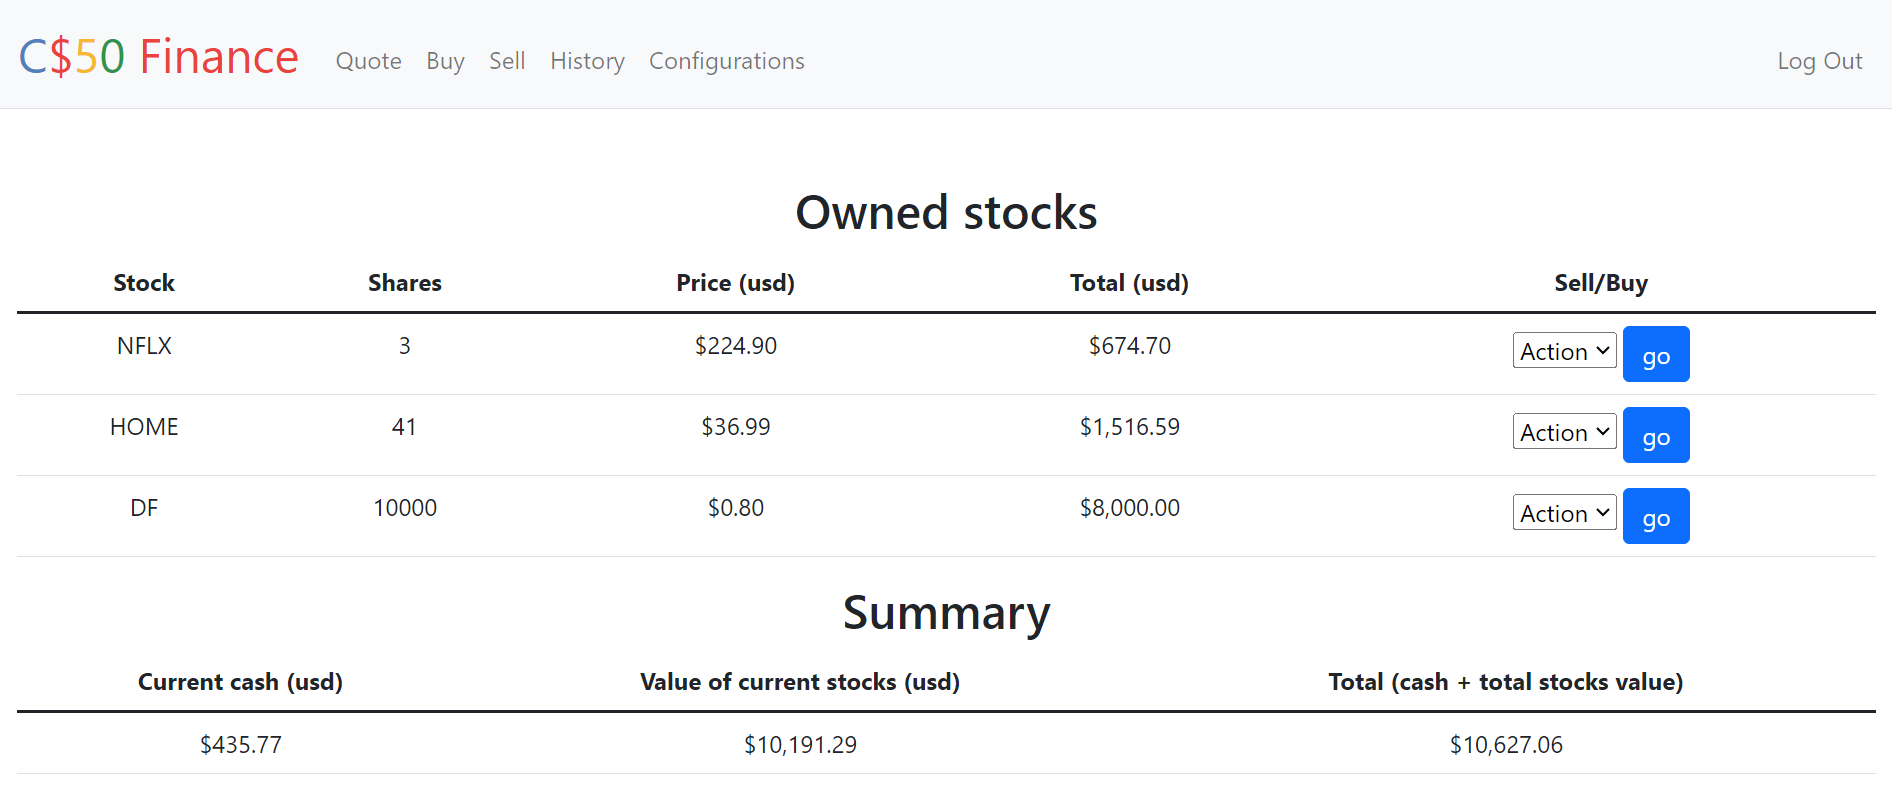 C$50 Finance Quote Buy Sell History Configurations Log Out
Owned stocks
Stock Shares Price (usd) Total (usd) Sell/Buy
NFLX 3 $224.90 $674.70 Action go
HOME 41 $36.99 $1,516.59 Action go
DF 10000 $0.80 $8,000.00 Action go
Summary
Current cash (usd) Value of current stocks (usd) Total (cash + total stocks value)
$435.77 $10,191.29 $10,627.06